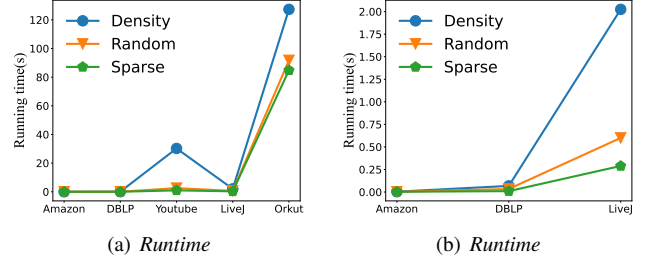 Running time(s)
120
100
80
60
40
20
0
Density
Random
Sparse
Amazon DBLP Youtube LiveJ Orkut
(a) Runtime
Running time(s)
2.00
1.75
1.50
1.25
1.00
0.75
0.50
0.25
0.00
Density
Random
Sparse
Amazon DBLP LiveJ
(b) Runtime